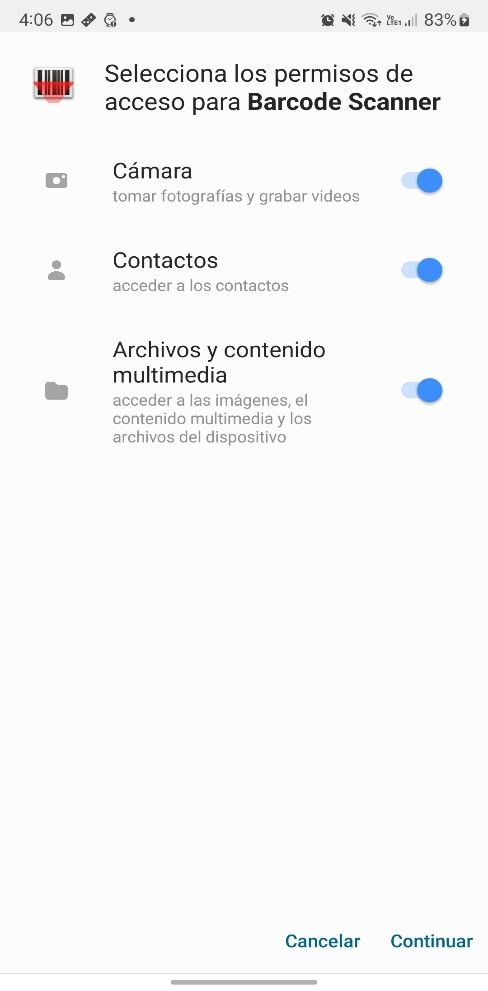 4:06 83%
Selecciona los permisos de
acceso para Barcode Scanner
Cámara
tomar fotografías y grabar videos
Contactos
acceder a los contactos
Archivos y contenido
multimedia
acceder a las imágenes, el
contenido multimedia y los
archivos del dispositivo
Cancelar Continuar